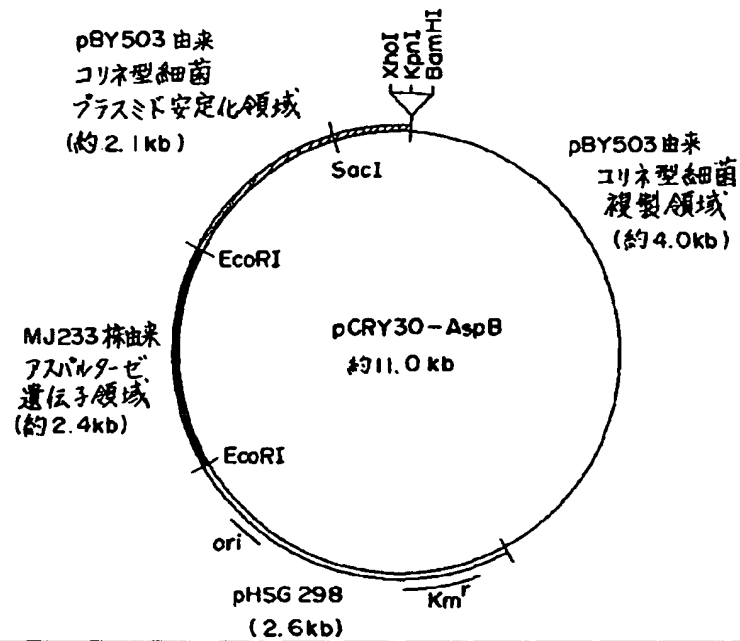 pBY503由来
コリネ型細菌
プラスミド安定化領域
(約2.1kb)
XhoI
KpnI
BamHI
SacI
pBY503由来
コリネ型細菌
複製領域
(約4.0kb)
EcoRI
MJ233株由来
アスパルターゼ
遺伝子領域
(約2.4kb)
pCRY30-AspB
約11.0kb
EcoRI
ori
Kmʳ
pHSG298
(2.6kb)